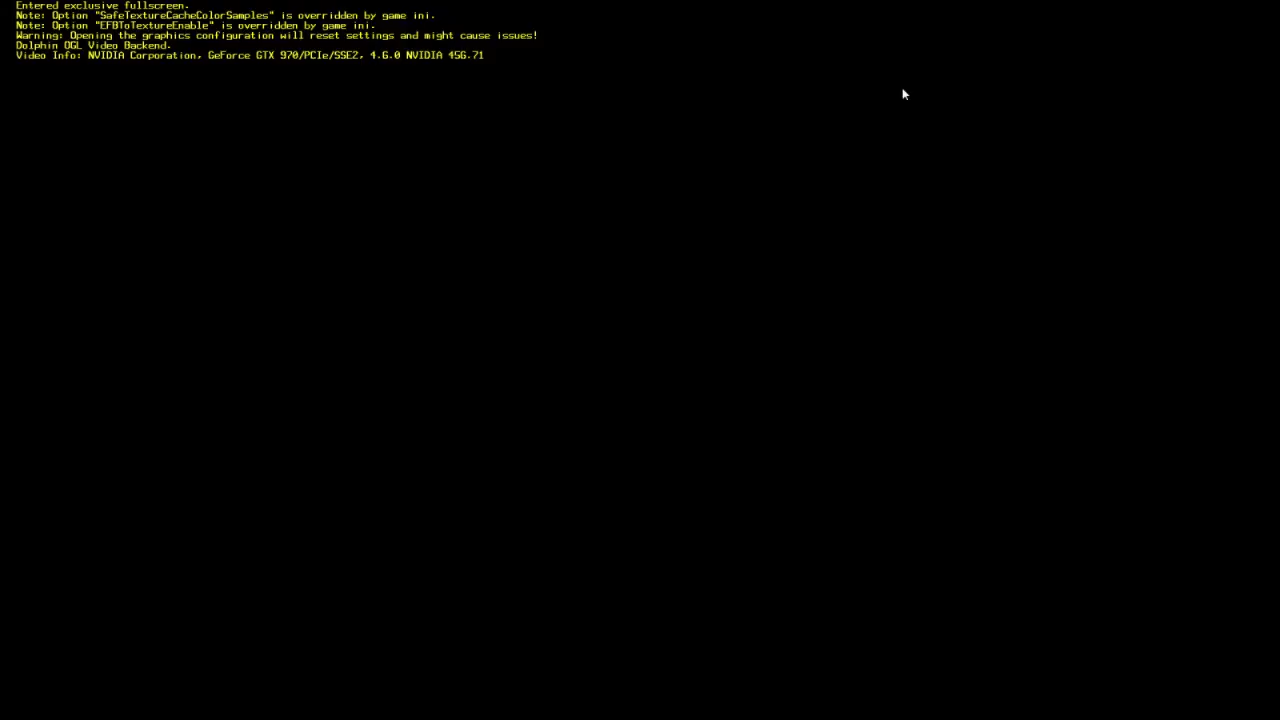 Entered exclusive fullscreen.
Note: Option "SafeTextureCacheColorSamples" is overridden by game ini.
Note: Option "EFBToTextureEnable" is overridden by game ini.
Warning: Opening the graphics configuration will reset settings and might cause issues!
Dolphin OGL Video Backend.
Video Info: NVIDIA Corporation, GeForce GTX 970/PCIe/SSE2, 4.6.0 NVIDIA 456.71